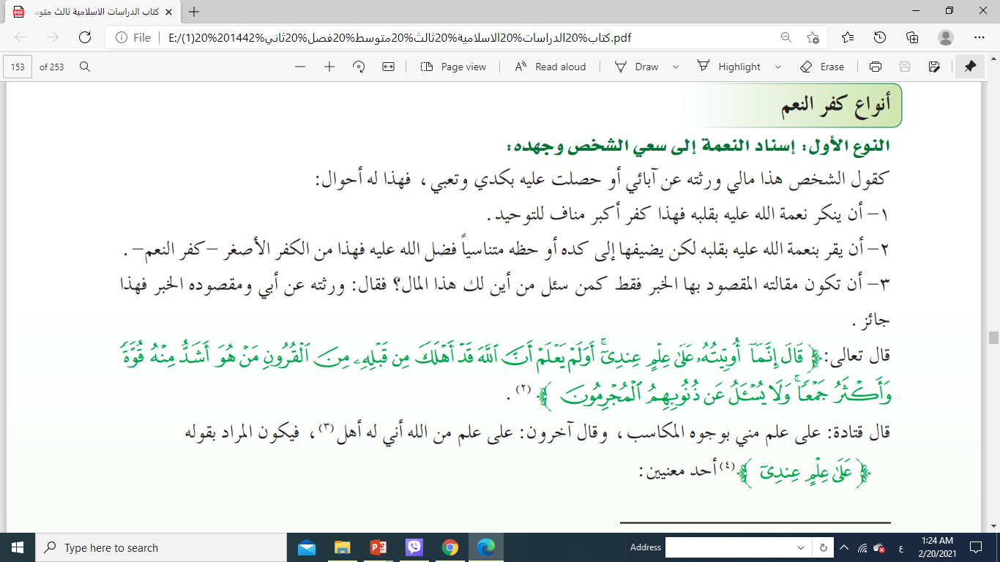 كتاب الدراسات الاسلامية ثالث متوس
File
E:/كتاب%20الدراسات%20الاسلامية%20ثالث%20متوسط%20فصل%20ثاني%201442%20(1).pdf
153 of 253
Page view
Read aloud
Draw
Highlight
Erase
أنواع كفر النعم
النوع الأول: إسناد النعمة إلى سعي الشخص وجهده:
كقول الشخص هذا مالي ورثته عن آبائي أو حصلت عليه بكدي وتعبي، فهذا له أحوال:
١- أن ينكر نعمة الله عليه بقلبه فهذا كفر أكبر مناف للتوحيد.
٢- أن يقر بنعمة الله عليه بقلبه لكن يضيفها إلى كده أو حظه متناسياً فضل الله عليه فهذا من الكفر الأصغر -كفر النعم-.
٣- أن تكون مقالته المقصود بها الخبر فقط كمن سئل من أين لك هذا المال؟ فقال: ورثته عن أبي ومقصوده الخبر فهذا
جائز.
قال تعالى: ﴿ قَالَ إِنَّمَآ أُوتِيتُهُۥ عَلَىٰ عِلْمٍ عِندِىٓ ۚ أَوَلَمْ يَعْلَمْ أَنَّ ٱللَّهَ قَدْ أَهْلَكَ مِن قَبْلِهِۦ مِنَ ٱلْقُرُونِ مَنْ هُوَ أَشَدُّ مِنْهُ قُوَّةً
وَأَكْثَرُ جَمْعًا ۚ وَلَا يُسْـَٔلُ عَن ذُنُوبِهِمُ ٱلْمُجْرِمُونَ ﴾ (٢).
قال قتادة: على علم مني بوجوه المكاسب، وقال آخرون: على علم من الله أني له أهل(٣)، فيكون المراد بقوله
﴿ عَلَىٰ عِلْمٍ عِندِىٓ ﴾(٤) أحد معنيين:
Type here to search
Address
ع
1:24 AM
2/20/2021